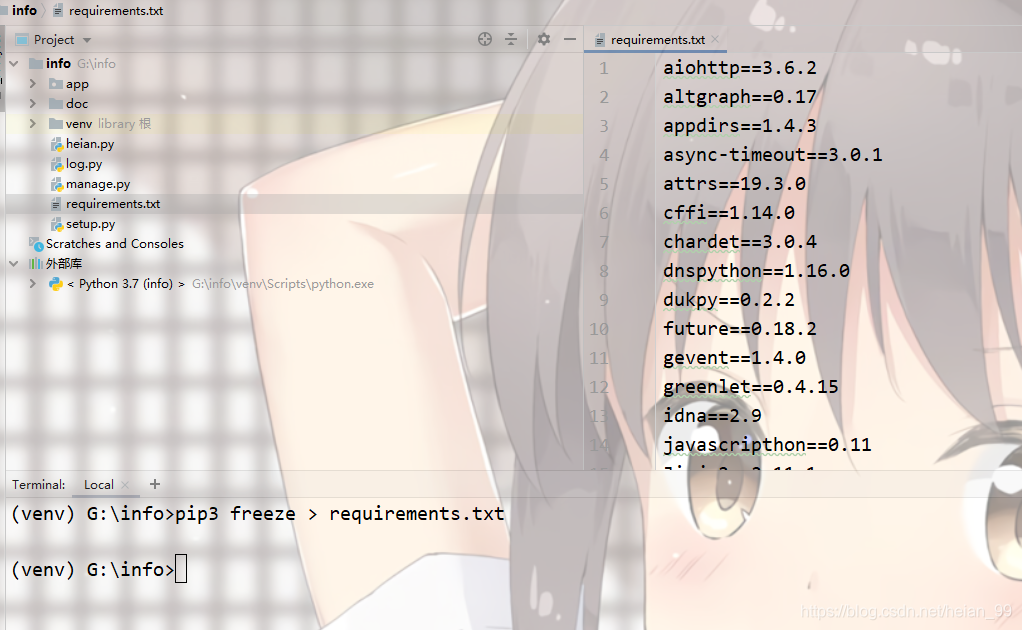 info requirements.txt
Project
info G:\info
app
doc
venv library 根
heian.py
log.py
manage.py
requirements.txt
setup.py
Scratches and Consoles
外部库
< Python 3.7 (info) > G:\info\venv\Scripts\python.exe
requirements.txt
1 aiohttp==3.6.2
2 altgraph==0.17
3 appdirs==1.4.3
4 async-timeout==3.0.1
5 attrs==19.3.0
6 cffi==1.14.0
7 chardet==3.0.4
8 dnspython==1.16.0
9 dukpy==0.2.2
10 future==0.18.2
11 gevent==1.4.0
12 greenlet==0.4.15
13 idna==2.9
14 javascripthon==0.11
Terminal: Local +
(venv) G:\info>pip3 freeze > requirements.txt
(venv) G:\info>
https://blog.csdn.net/heian_99